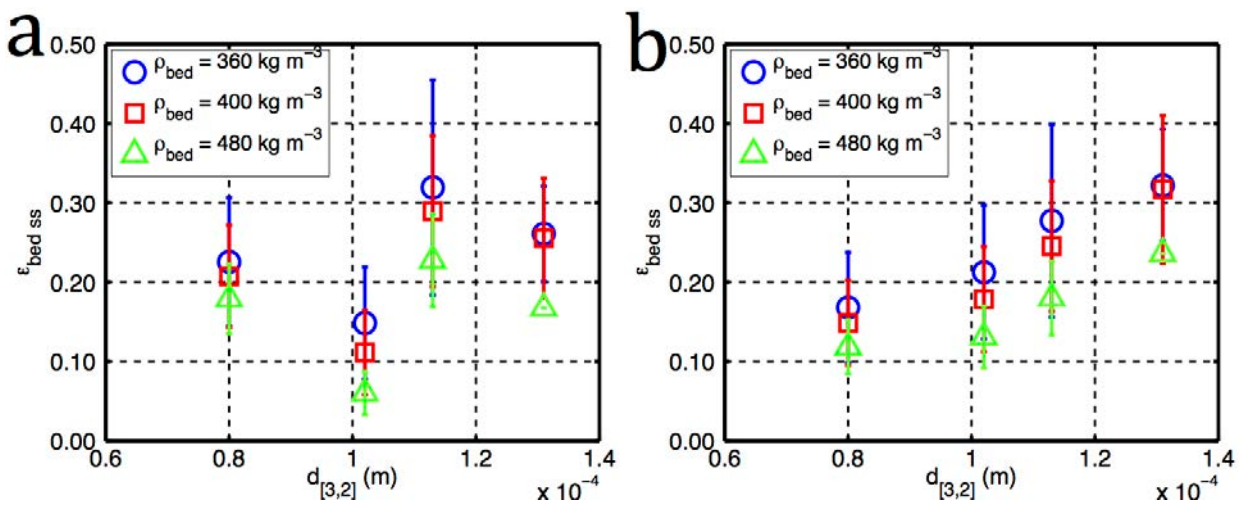 a
0.50
0.40
0.30
0.20
0.10
0.00
ε bed ss
ρbed = 360 kg m⁻³
ρbed = 400 kg m⁻³
ρbed = 480 kg m⁻³
0.6 0.8 1 1.2 1.4
d[3,2] (m)
x 10⁻⁴
b
0.50
0.40
0.30
0.20
0.10
0.00
ε bed ss
ρbed = 360 kg m⁻³
ρbed = 400 kg m⁻³
ρbed = 480 kg m⁻³
0.6 0.8 1 1.2 1.4
d[3,2] (m)
x 10⁻⁴